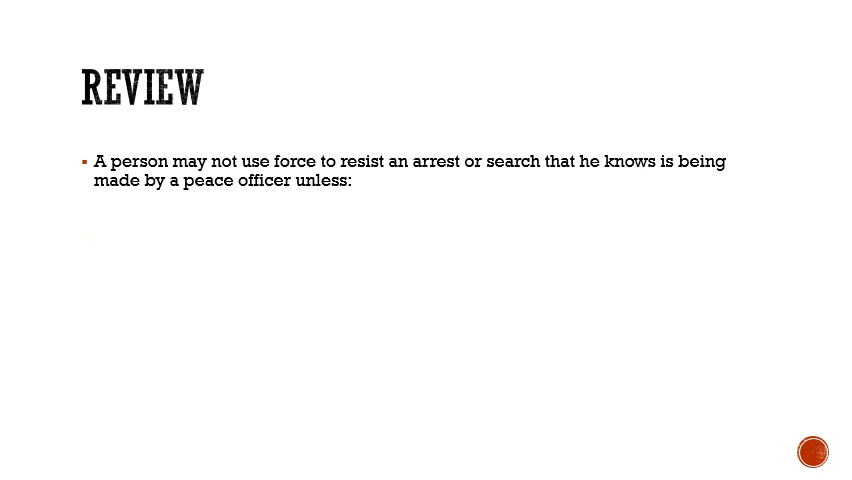 REVIEW
▪ A person may not use force to resist an arrest or search that he knows is being
made by a peace officer unless: